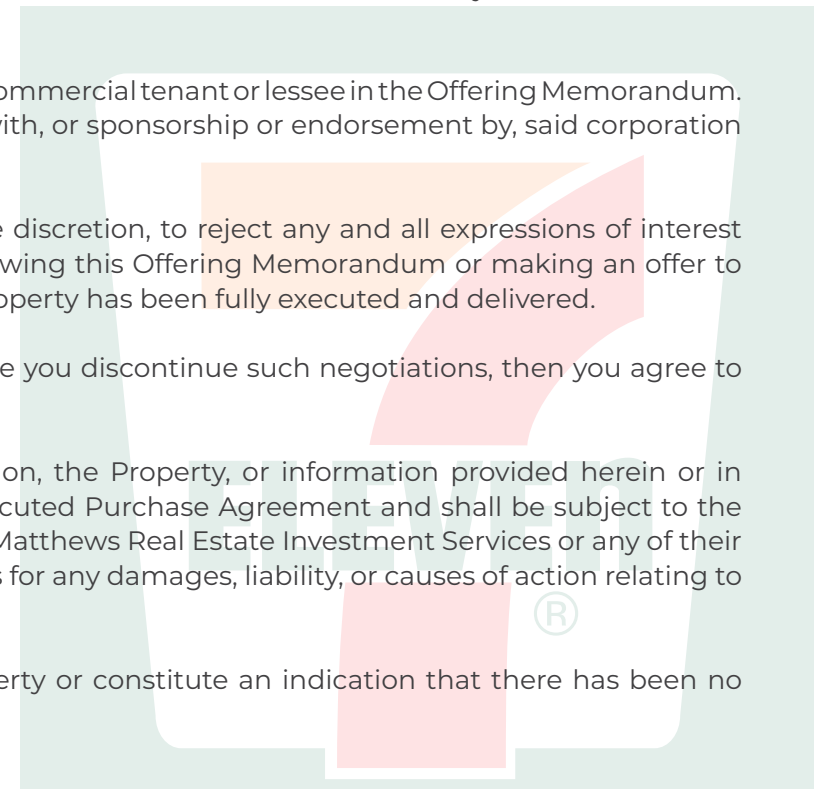 ommercial tenant or lessee in the Offering Memorandum.
with, or sponsorship or endorsement by, said corporation
e discretion, to reject any and all expressions of interest
wing this Offering Memorandum or making an offer to
operty has been fully executed and delivered.
e you discontinue such negotiations, then you agree to
on, the Property, or information provided herein or in
cuted Purchase Agreement and shall be subject to the
Matthews Real Estate Investment Services or any of their
s for any damages, liability, or causes of action relating to
erty or constitute an indication that there has been no
7
ELEVEn
®